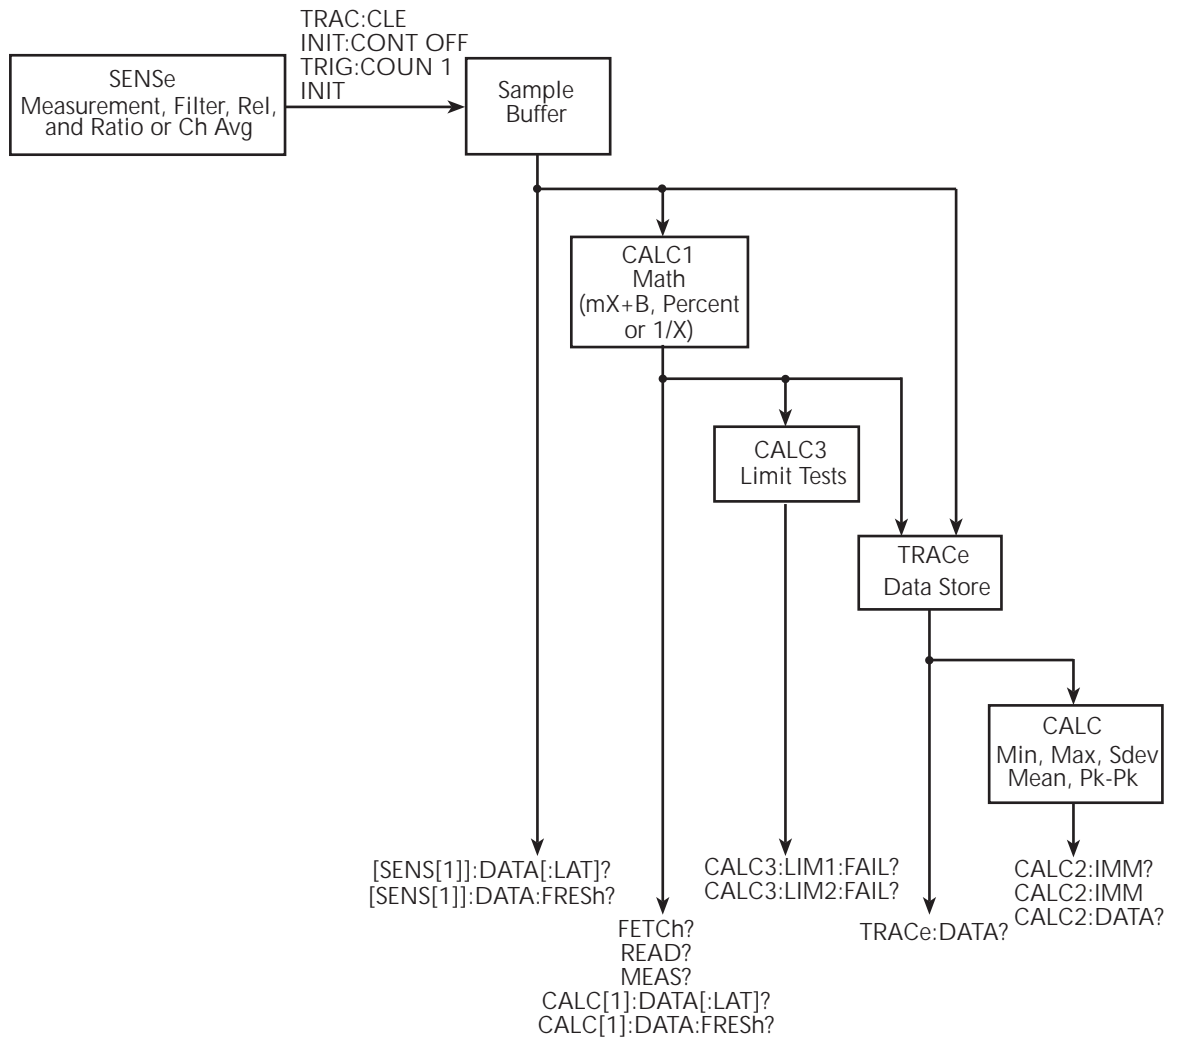 TRAC:CLE
INIT:CONT OFF
TRIG:COUN 1
INIT
SENSe
Measurement, Filter, Rel,
and Ratio or Ch Avg
Sample
Buffer
CALC1
Math
(mX+B, Percent
or 1/X)
CALC3
Limit Tests
TRACe
Data Store
CALC
Min, Max, Sdev
Mean, Pk-Pk
[SENS[1]]:DATA[:LAT]?
[SENS[1]]:DATA:FRESh?
FETCh?
READ?
MEAS?
CALC[1]:DATA[:LAT]?
CALC[1]:DATA:FRESh?
CALC3:LIM1:FAIL?
CALC3:LIM2:FAIL?
TRACe:DATA?
CALC2:IMM?
CALC2:IMM
CALC2:DATA?